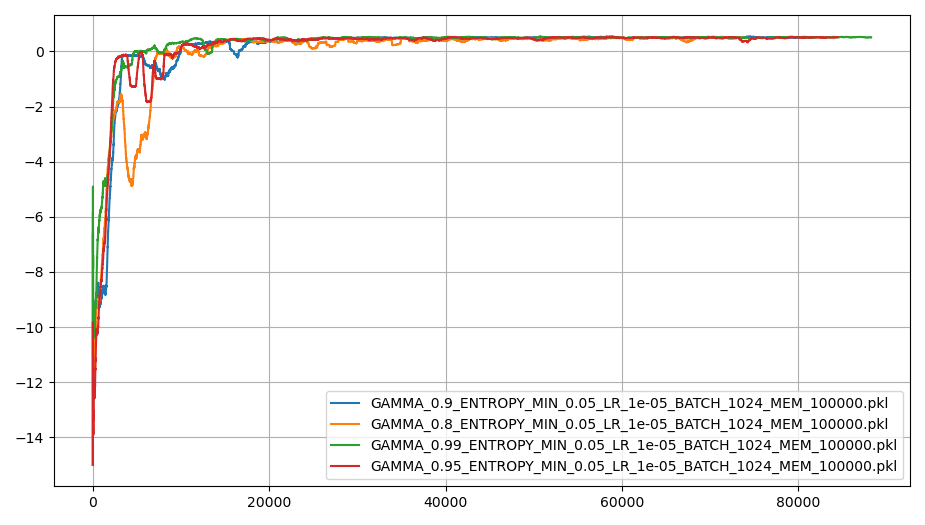 0
−2
−4
−6
−8
−10
−12
−14
GAMMA_0.9_ENTROPY_MIN_0.05_LR_1e-05_BATCH_1024_MEM_100000.pkl
GAMMA_0.8_ENTROPY_MIN_0.05_LR_1e-05_BATCH_1024_MEM_100000.pkl
GAMMA_0.99_ENTROPY_MIN_0.05_LR_1e-05_BATCH_1024_MEM_100000.pkl
GAMMA_0.95_ENTROPY_MIN_0.05_LR_1e-05_BATCH_1024_MEM_100000.pkl
0 20000 40000 60000 80000